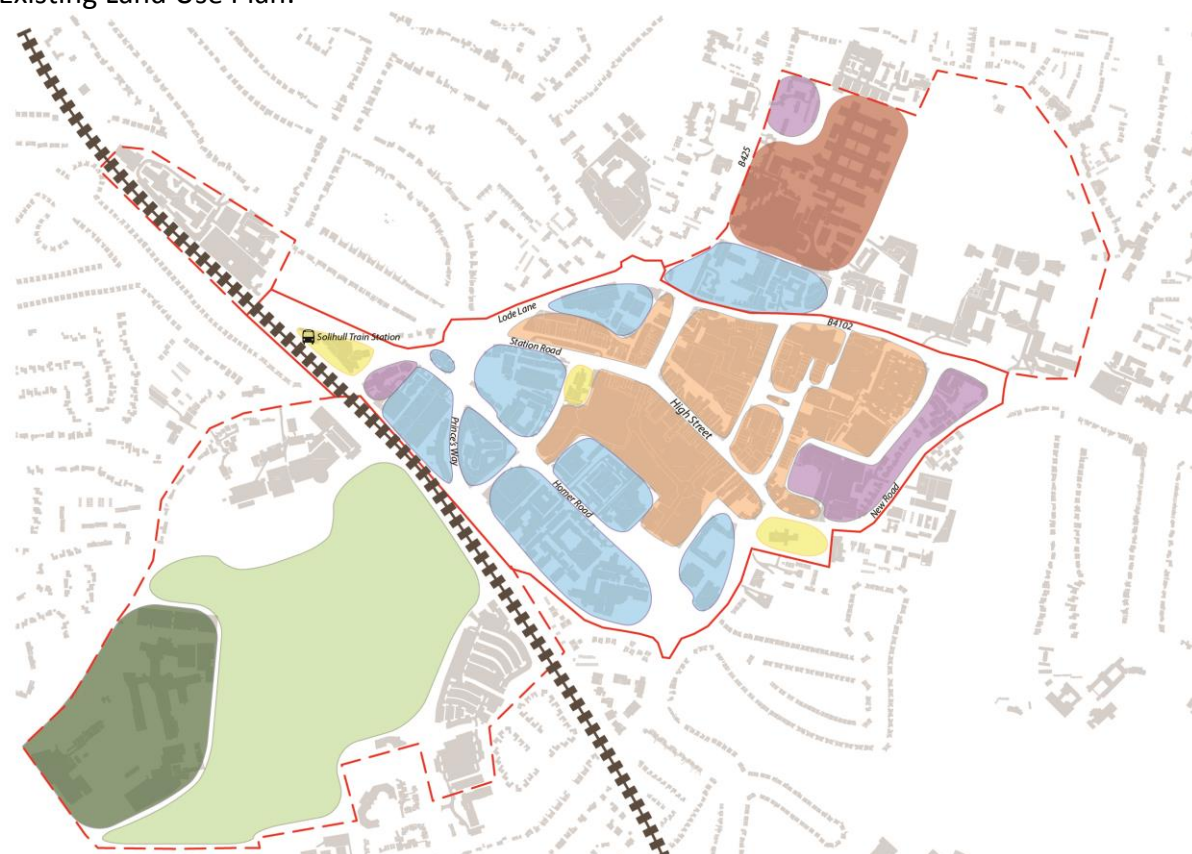 Existing Land Use Plan:
B425
Lode Lane
B4102
Solihull Train Station
Station Road
High Street
Prince's Way
Homer Road
New Road